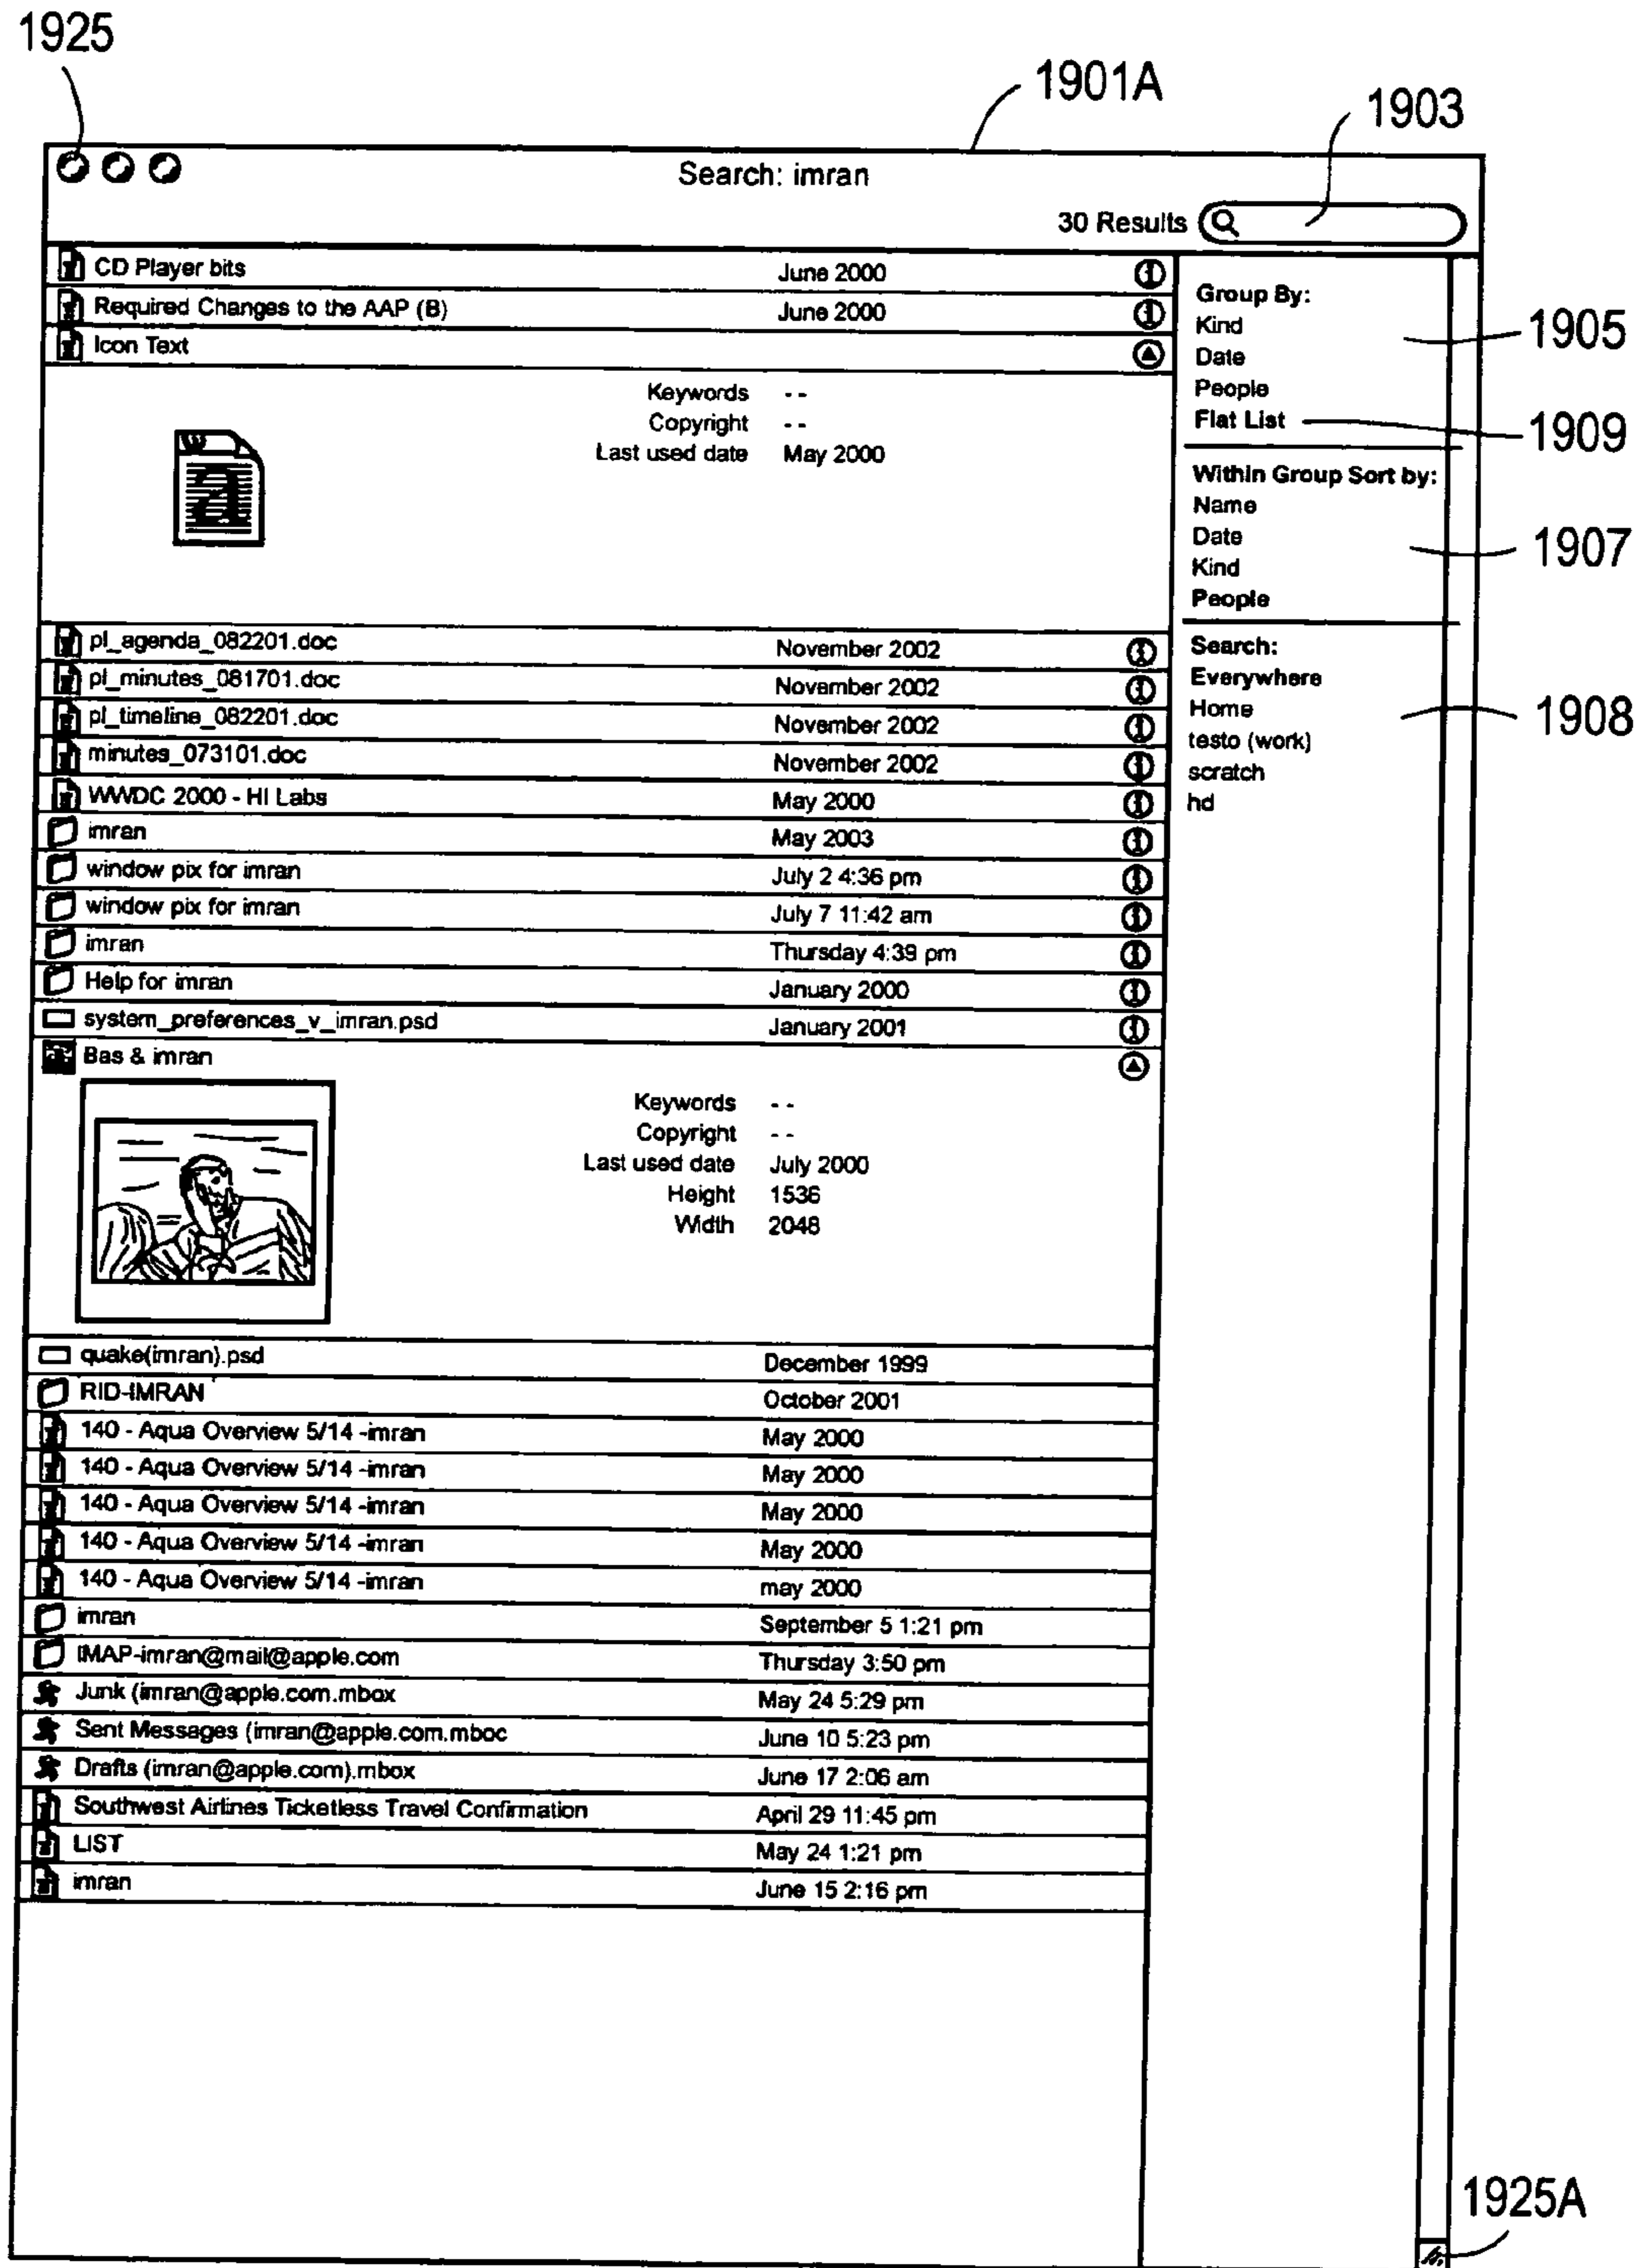 1925
1901A
1903
Search: imran
30 Results
CD Player bits June 2000
Required Changes to the AAP (B) June 2000
Icon Text
Keywords - -
Copyright - -
Last used date May 2000
pl_agenda_082201.doc November 2002
pl_minutes_081701.doc November 2002
pl_timeline_082201.doc November 2002
minutes_073101.doc November 2002
WWDC 2000 - HI Labs May 2000
imran May 2003
window pix for imran July 2 4:36 pm
window pix for imran July 7 11:42 am
imran Thursday 4:39 pm
Help for imran January 2000
system_preferences_v_imran.psd January 2001
Bas & imran
Keywords - -
Copyright - -
Last used date July 2000
Height 1536
Width 2048
quake(imran).psd December 1999
RID-IMRAN October 2001
140 - Aqua Overview 5/14 -imran May 2000
140 - Aqua Overview 5/14 -imran May 2000
140 - Aqua Overview 5/14 -imran May 2000
140 - Aqua Overview 5/14 -imran May 2000
140 - Aqua Overview 5/14 -imran may 2000
imran September 5 1:21 pm
IMAP-imran@mail@apple.com Thursday 3:50 pm
Junk (imran@apple.com.mbox May 24 5:29 pm
Sent Messages (imran@apple.com.mboc June 10 5:23 pm
Drafts (imran@apple.com).mbox June 17 2:06 am
Southwest Airlines Ticketless Travel Confirmation April 29 11:45 pm
LIST May 24 1:21 pm
imran June 15 2:16 pm
Group By:
Kind
Date
People
Flat List
Within Group Sort by:
Name
Date
Kind
People
Search:
Everywhere
Home
testo (work)
scratch
hd
1905
1909
1907
1908
1925A